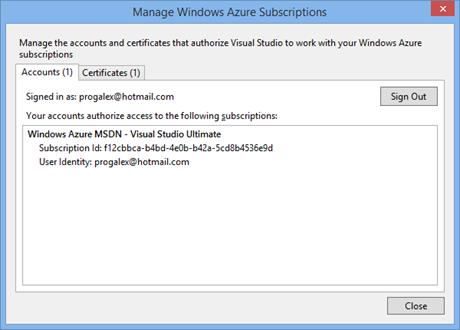 Manage Windows Azure Subscriptions
Manage the accounts and certificates that authorize Visual Studio to work with your Windows Azure
subscriptions
Accounts (1) Certificates (1)
Signed in as: progalex@hotmail.com Sign Out
Your accounts authorize access to the following subscriptions:
Windows Azure MSDN - Visual Studio Ultimate
Subscription Id: f12cbbca-b4bd-4e0b-b42a-5cd8b4536e9d
User Identity: progalex@hotmail.com
Close